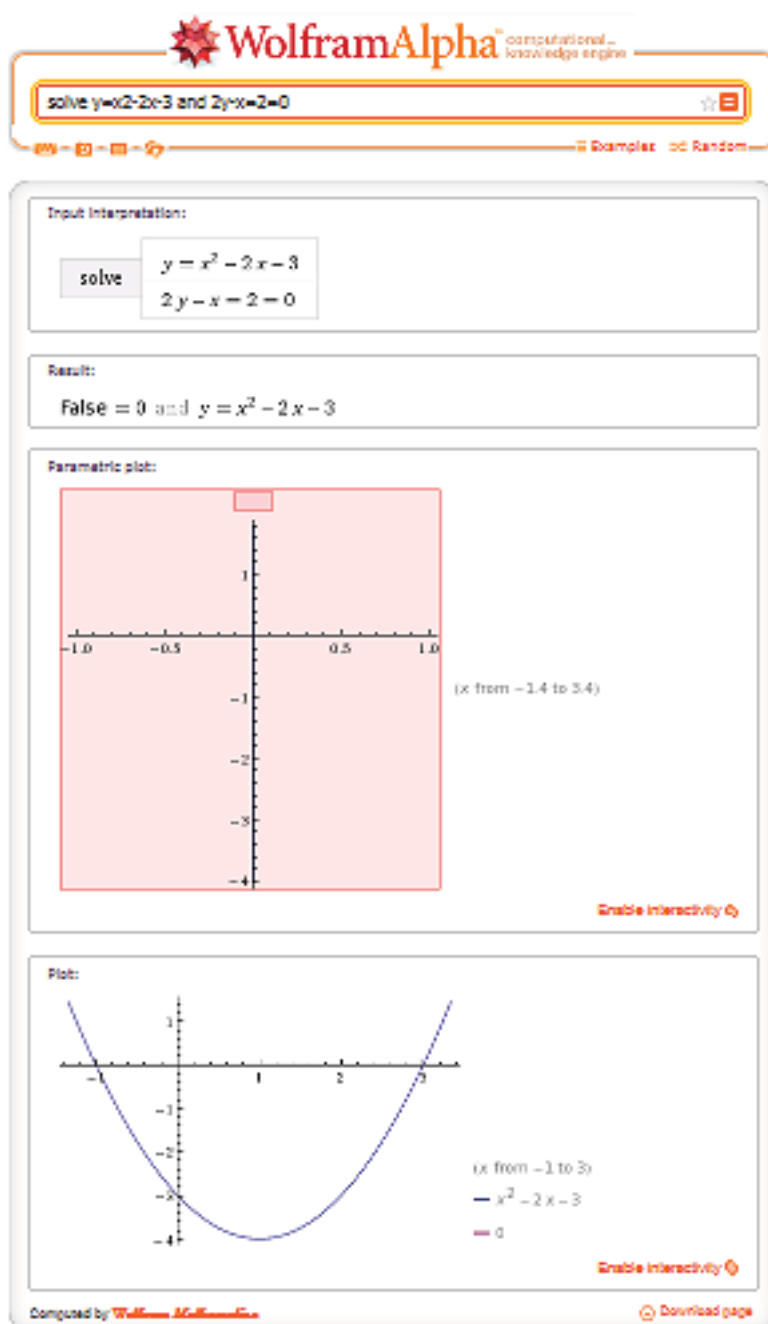 WolframAlpha computational... knowledge engine
solve y=x2-2x-3 and 2y-x=2=0
Examples Random
Input interpretation:
solve
y = x² − 2 x − 3
2 y − x = 2 = 0
Result:
False = 0 and y = x² − 2 x − 3
Parametric plot:
1
−1.0 −0.5 0.5 1.0
−1
(x from −1.4 to 3.4)
−2
−3
−4
Enable interactivity
Plot:
1
−1 1 2 3
−1
−2
(x from −1 to 3)
−3 x² − 2 x − 3
0
−4
Enable interactivity
Computed by Wolfram Mathematica
Download page